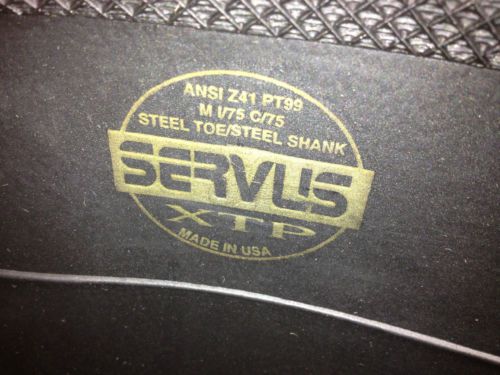 ANSI Z41 PT99
M I/75 C/75
STEEL TOE/STEEL SHANK
SERVUS
XTP
MADE IN USA